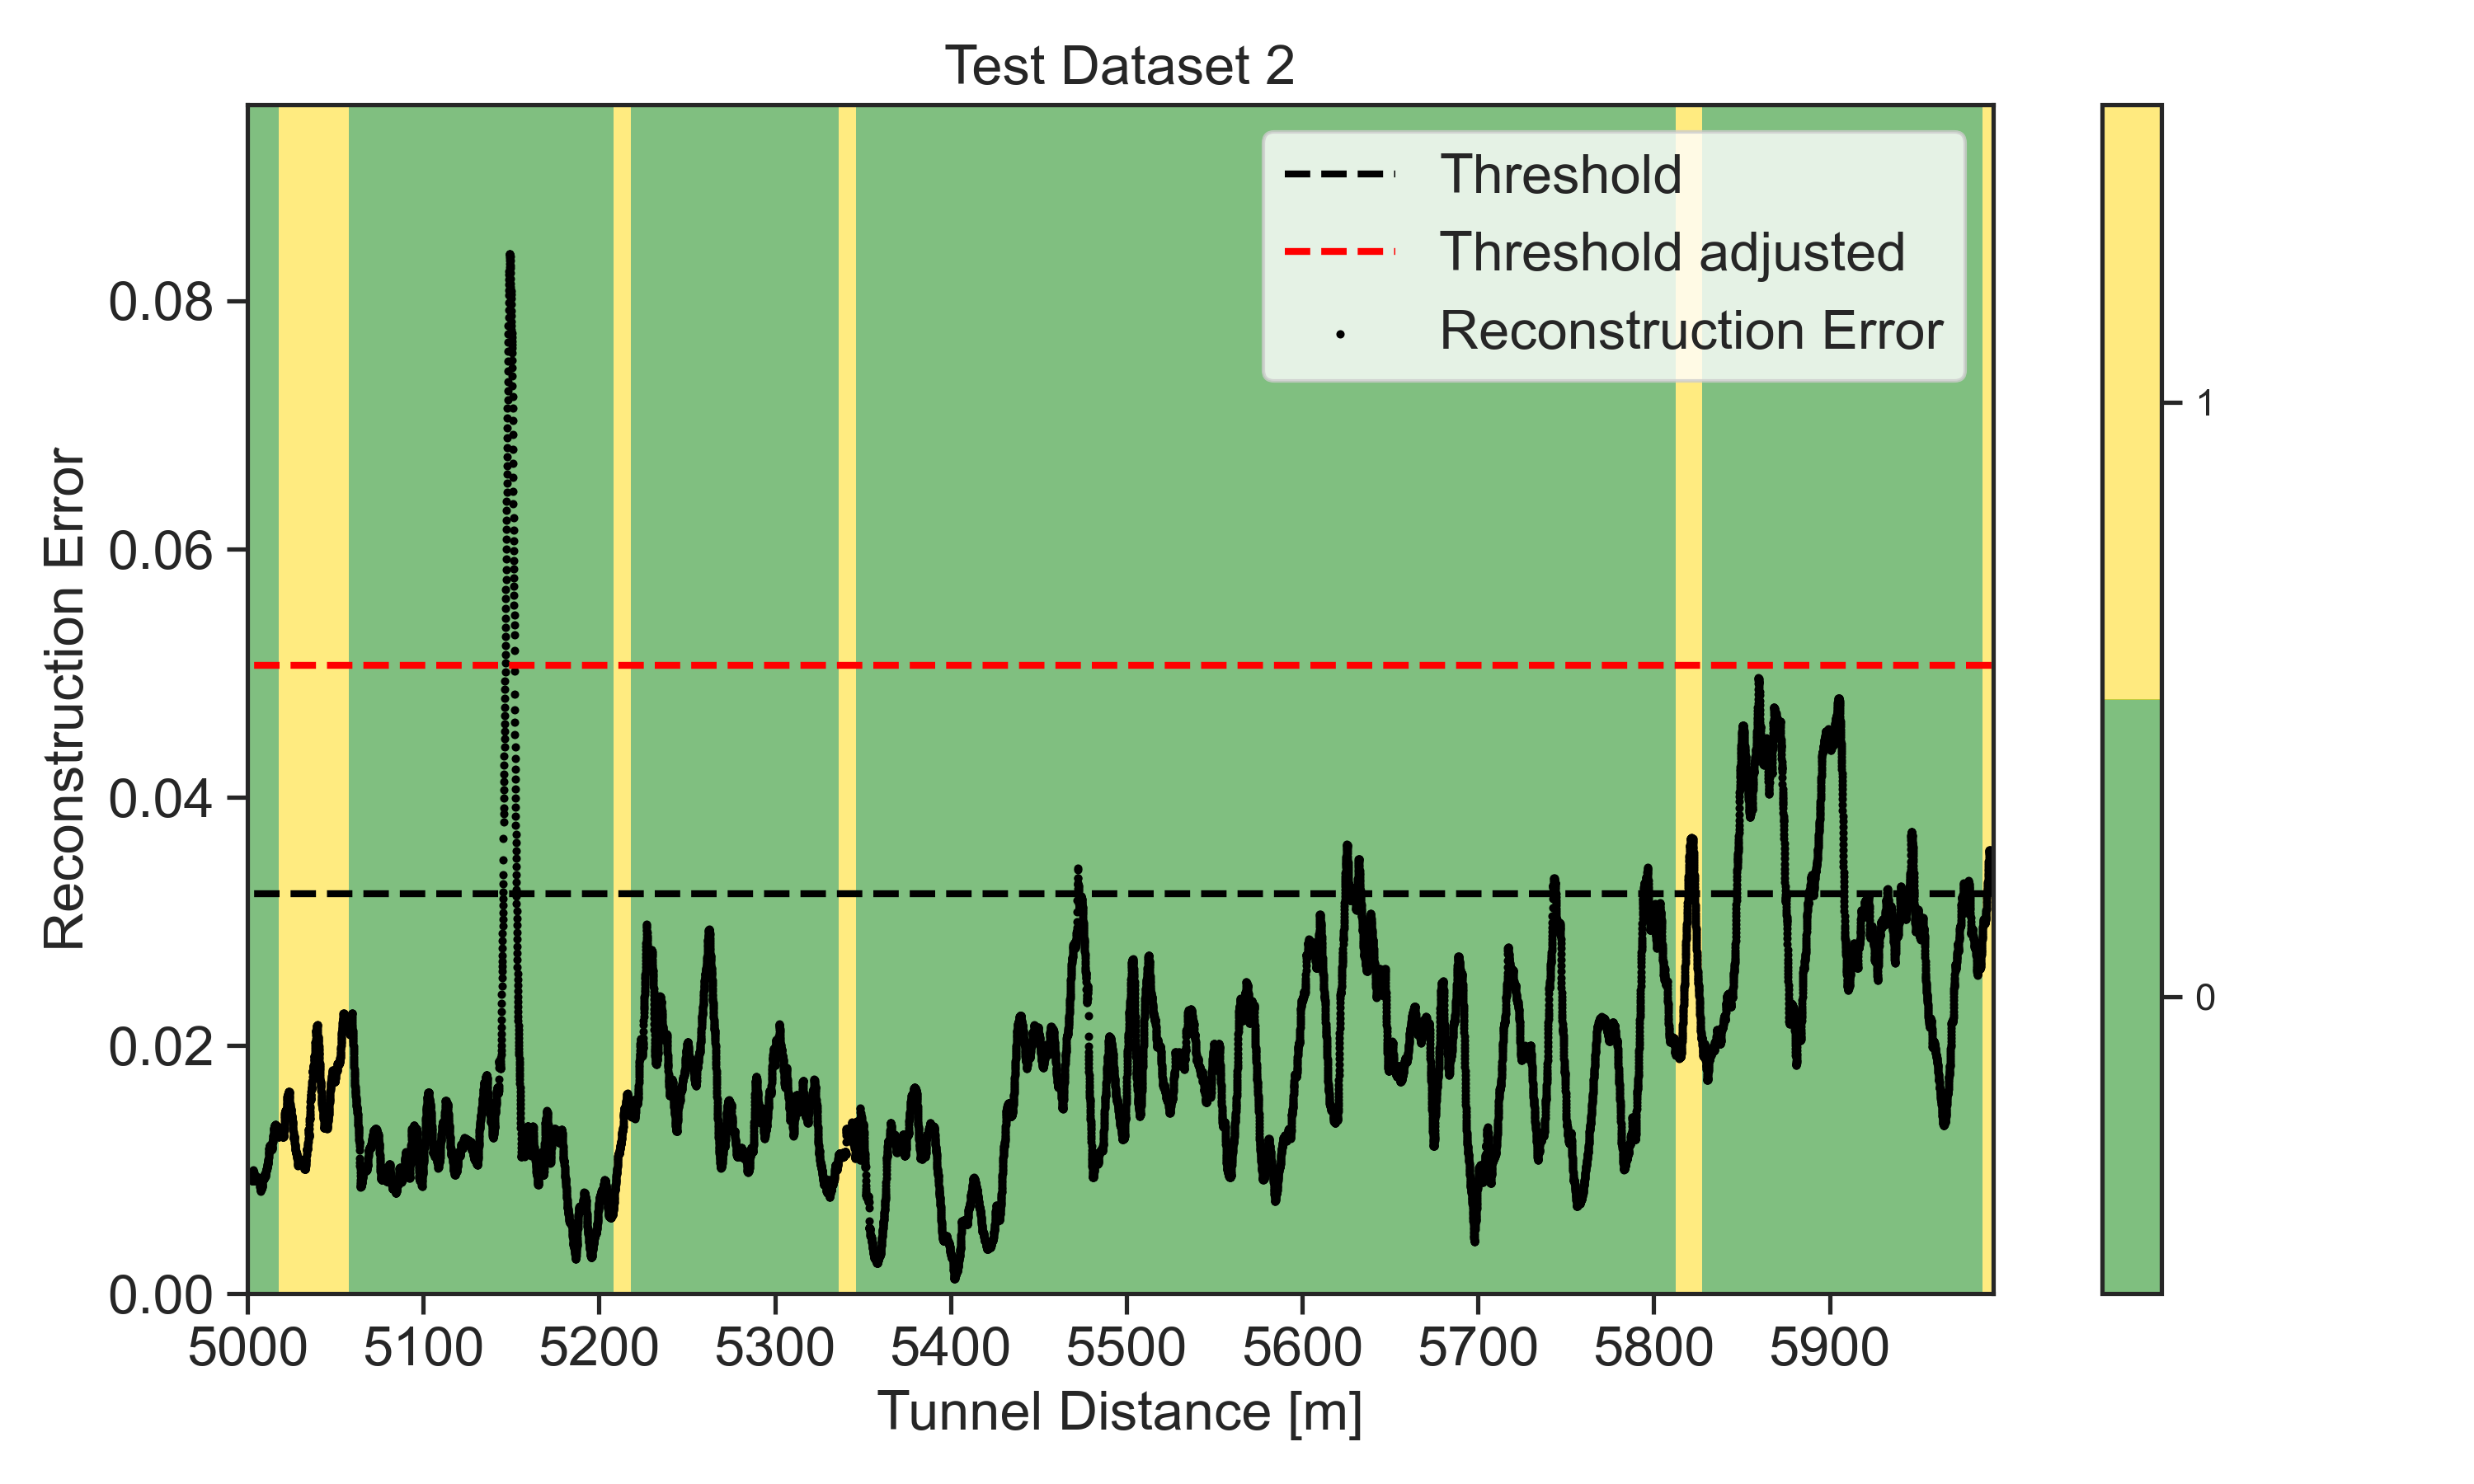 Test Dataset 2
Threshold
Threshold adjusted
Reconstruction Error
Reconstruction Error
0.08
0.06
0.04
0.02
0.00
5000 5100 5200 5300 5400 5500 5600 5700 5800 5900
Tunnel Distance [m]
1
0